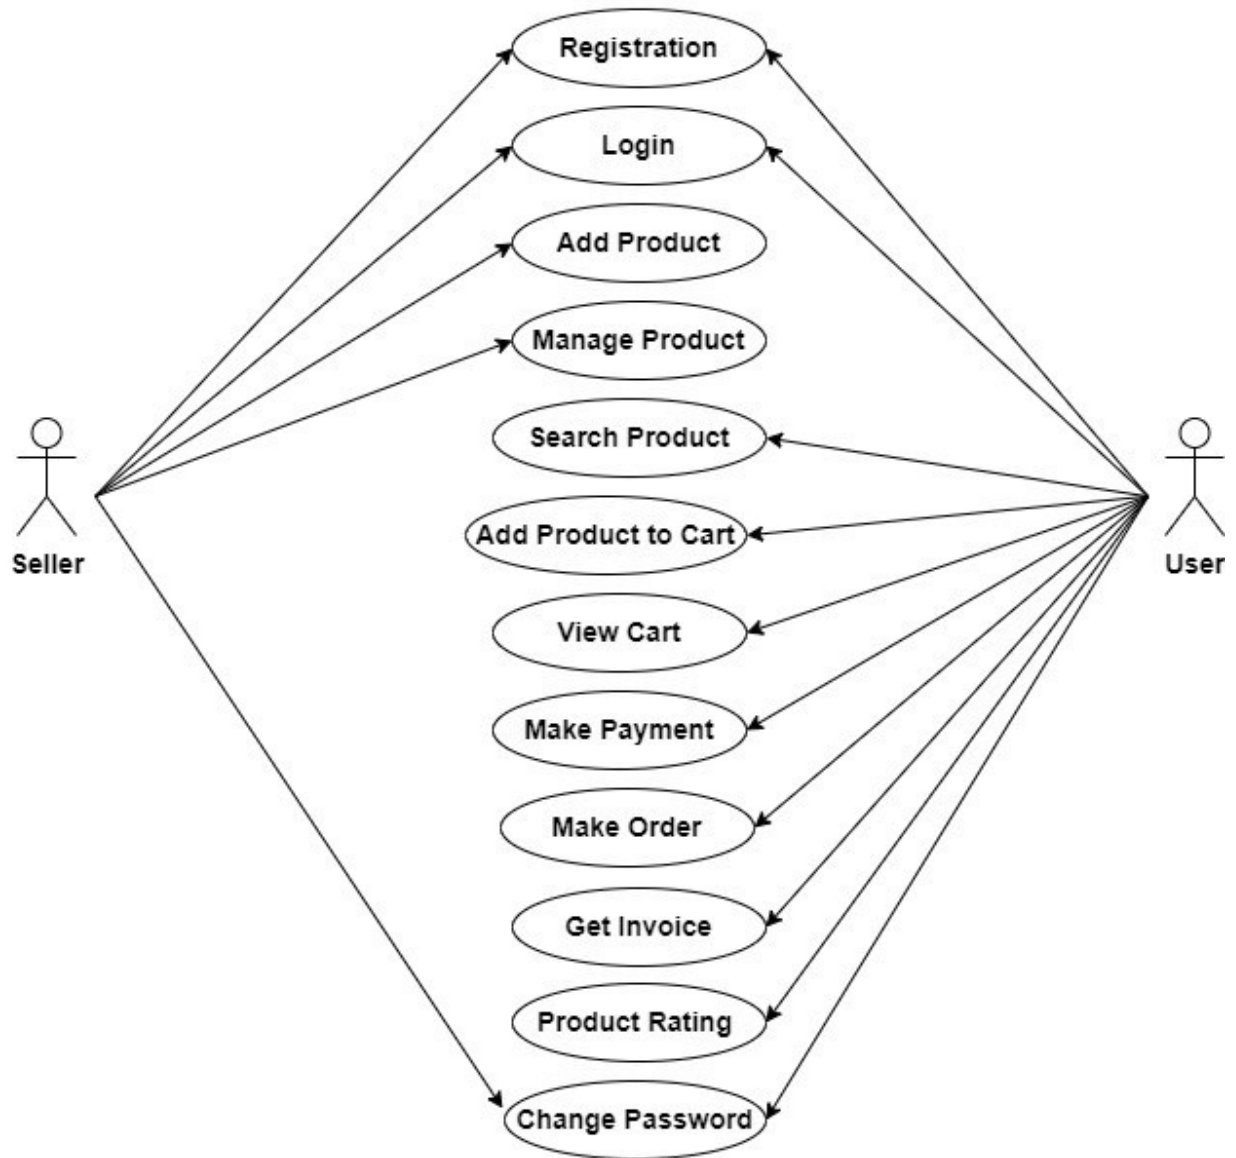 Registration
Login
Add Product
Manage Product
Search Product
Add Product to Cart
Seller
User
View Cart
Make Payment
Make Order
Get Invoice
Product Rating
Change Password